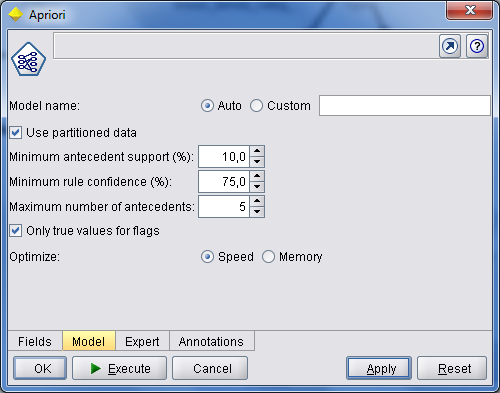 Apriori
Model name: Auto Custom
Use partitioned data
Minimum antecedent support (%): 10,0
Minimum rule confidence (%): 75,0
Maximum number of antecedents: 5
Only true values for flags
Optimize: Speed Memory
Fields Model Expert Annotations
OK Execute Cancel Apply Reset